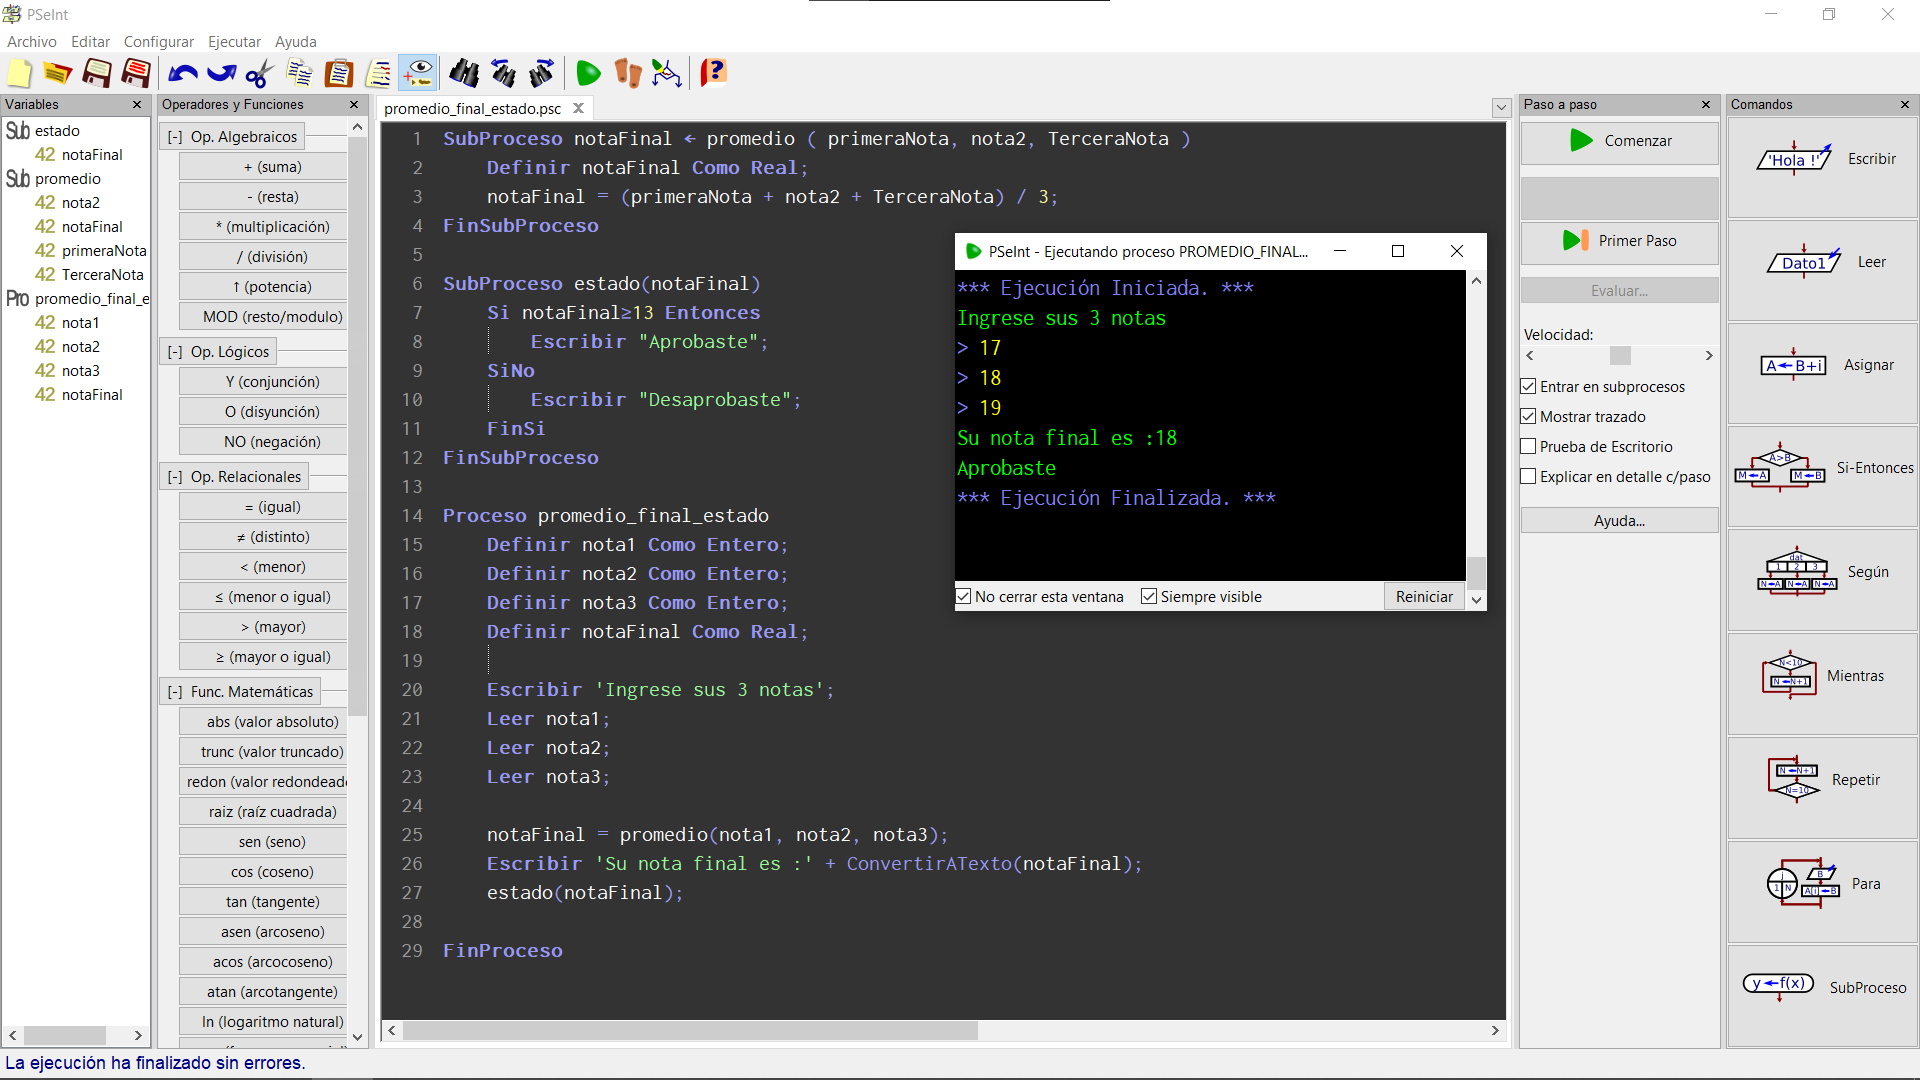 PSeInt
Archivo Editar Configurar Ejecutar Ayuda
Variables
Sub estado
42 notaFinal
Sub promedio
42 nota2
42 notaFinal
42 primeraNota
42 TerceraNota
Pro promedio_final_e
42 nota1
42 nota2
42 nota3
42 notaFinal
Operadores y Funciones
[-] Op. Algebraicos
+ (suma)
- (resta)
* (multiplicación)
/ (división)
↑ (potencia)
MOD (resto/modulo)
[-] Op. Lógicos
Y (conjunción)
O (disyunción)
NO (negación)
[-] Op. Relacionales
= (igual)
≠ (distinto)
< (menor)
≤ (menor o igual)
> (mayor)
≥ (mayor o igual)
[-] Func. Matemáticas
abs (valor absoluto)
trunc (valor truncado)
redon (valor redondeado
raiz (raíz cuadrada)
sen (seno)
cos (coseno)
tan (tangente)
asen (arcoseno)
acos (arcocoseno)
atan (arcotangente)
ln (logaritmo natural)
promedio_final_estado.psc
1 SubProceso notaFinal ← promedio ( primeraNota, nota2, TerceraNota )
2 Definir notaFinal Como Real;
3 notaFinal = (primeraNota + nota2 + TerceraNota) / 3;
4 FinSubProceso
5
6 SubProceso estado(notaFinal)
7 Si notaFinal≥13 Entonces
8 Escribir "Aprobaste";
9 SiNo
10 Escribir "Desaprobaste";
11 FinSi
12 FinSubProceso
13
14 Proceso promedio_final_estado
15 Definir nota1 Como Entero;
16 Definir nota2 Como Entero;
17 Definir nota3 Como Entero;
18 Definir notaFinal Como Real;
19
20 Escribir 'Ingrese sus 3 notas';
21 Leer nota1;
22 Leer nota2;
23 Leer nota3;
24
25 notaFinal = promedio(nota1, nota2, nota3);
26 Escribir 'Su nota final es :' + ConvertirATexto(notaFinal);
27 estado(notaFinal);
28
29 FinProceso
PSeInt - Ejecutando proceso PROMEDIO_FINAL...
*** Ejecución Iniciada. ***
Ingrese sus 3 notas
> 17
> 18
> 19
Su nota final es :18
Aprobaste
*** Ejecución Finalizada. ***
No cerrar esta ventana Siempre visible Reiniciar
Paso a paso
Comenzar
Primer Paso
Evaluar...
Velocidad:
Entrar en subprocesos
Mostrar trazado
Prueba de Escritorio
Explicar en detalle c/paso
Ayuda...
Comandos
'Hola !' Escribir
Dato1 Leer
A←B+i Asignar
A>B M←A M←B Si-Entonces
dat 1 2 3 N←A N←A N←A Según
N<10 N←N+1 Mientras
N←N+1 N=10 Repetir
Para
y←f(x) SubProceso
La ejecución ha finalizado sin errores.